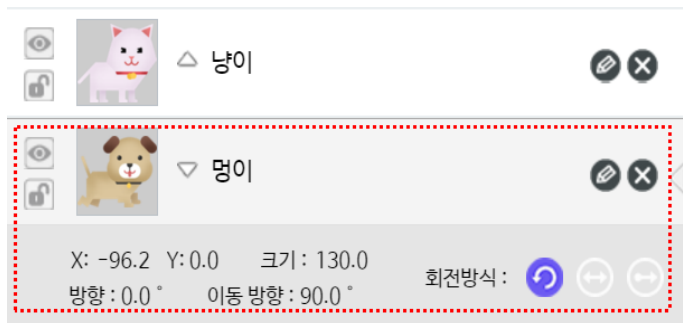 냥이
멍이
X: -96.2 Y: 0.0 크기 : 130.0
방향 : 0.0 ° 이동 방향 : 90.0 °
회전방식 :